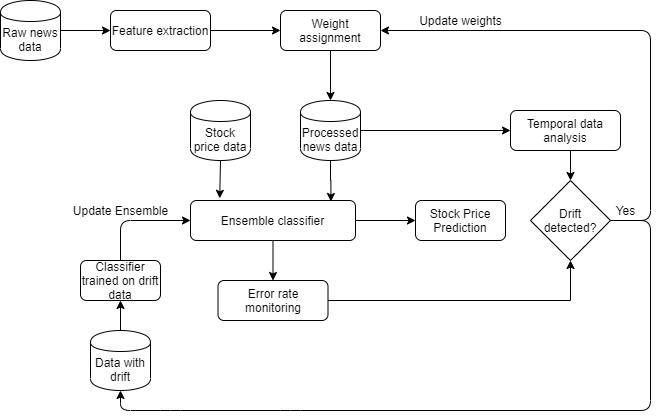 Raw news
data
Feature extraction
Weight
assignment
Update weights
Stock
price data
Processed
news data
Temporal data
analysis
Update Ensemble
Ensemble classifier
Stock Price
Prediction
Drift
detected?
Yes
Classifier
trained on drift
data
Error rate
monitoring
Data with
drift